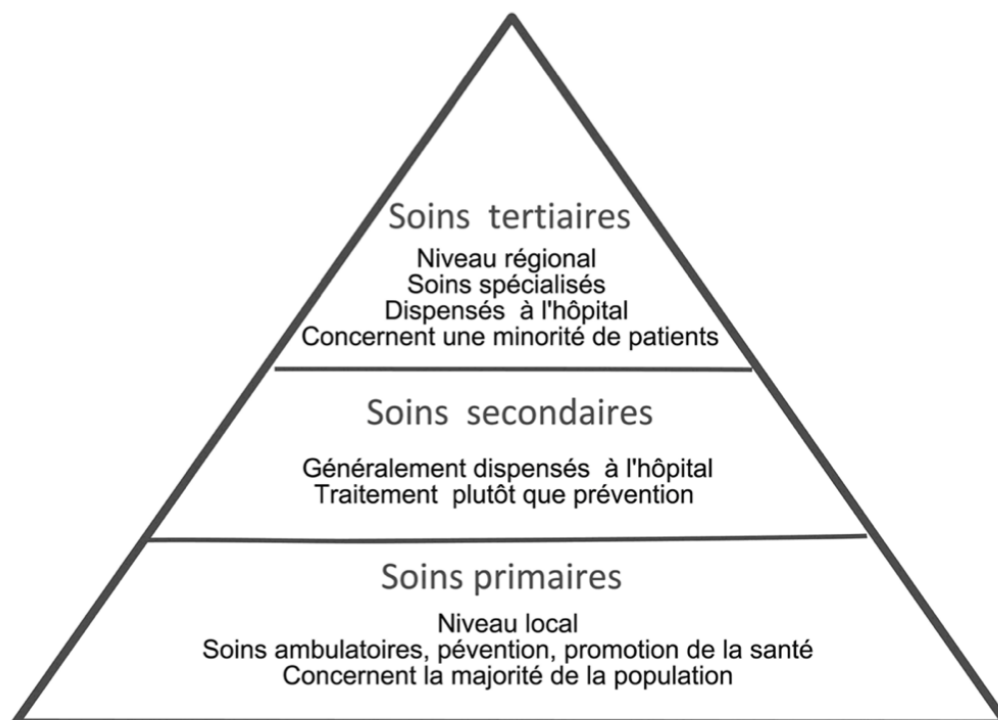 Soins tertiaires
Niveau régional
Soins spécialisés
Dispensés à l'hôpital
Concernent une minorité de patients
Soins secondaires
Généralement dispensés à l'hôpital
Traitement plutôt que prévention
Soins primaires
Niveau local
Soins ambulatoires, pévention, promotion de la santé
Concernent la majorité de la population